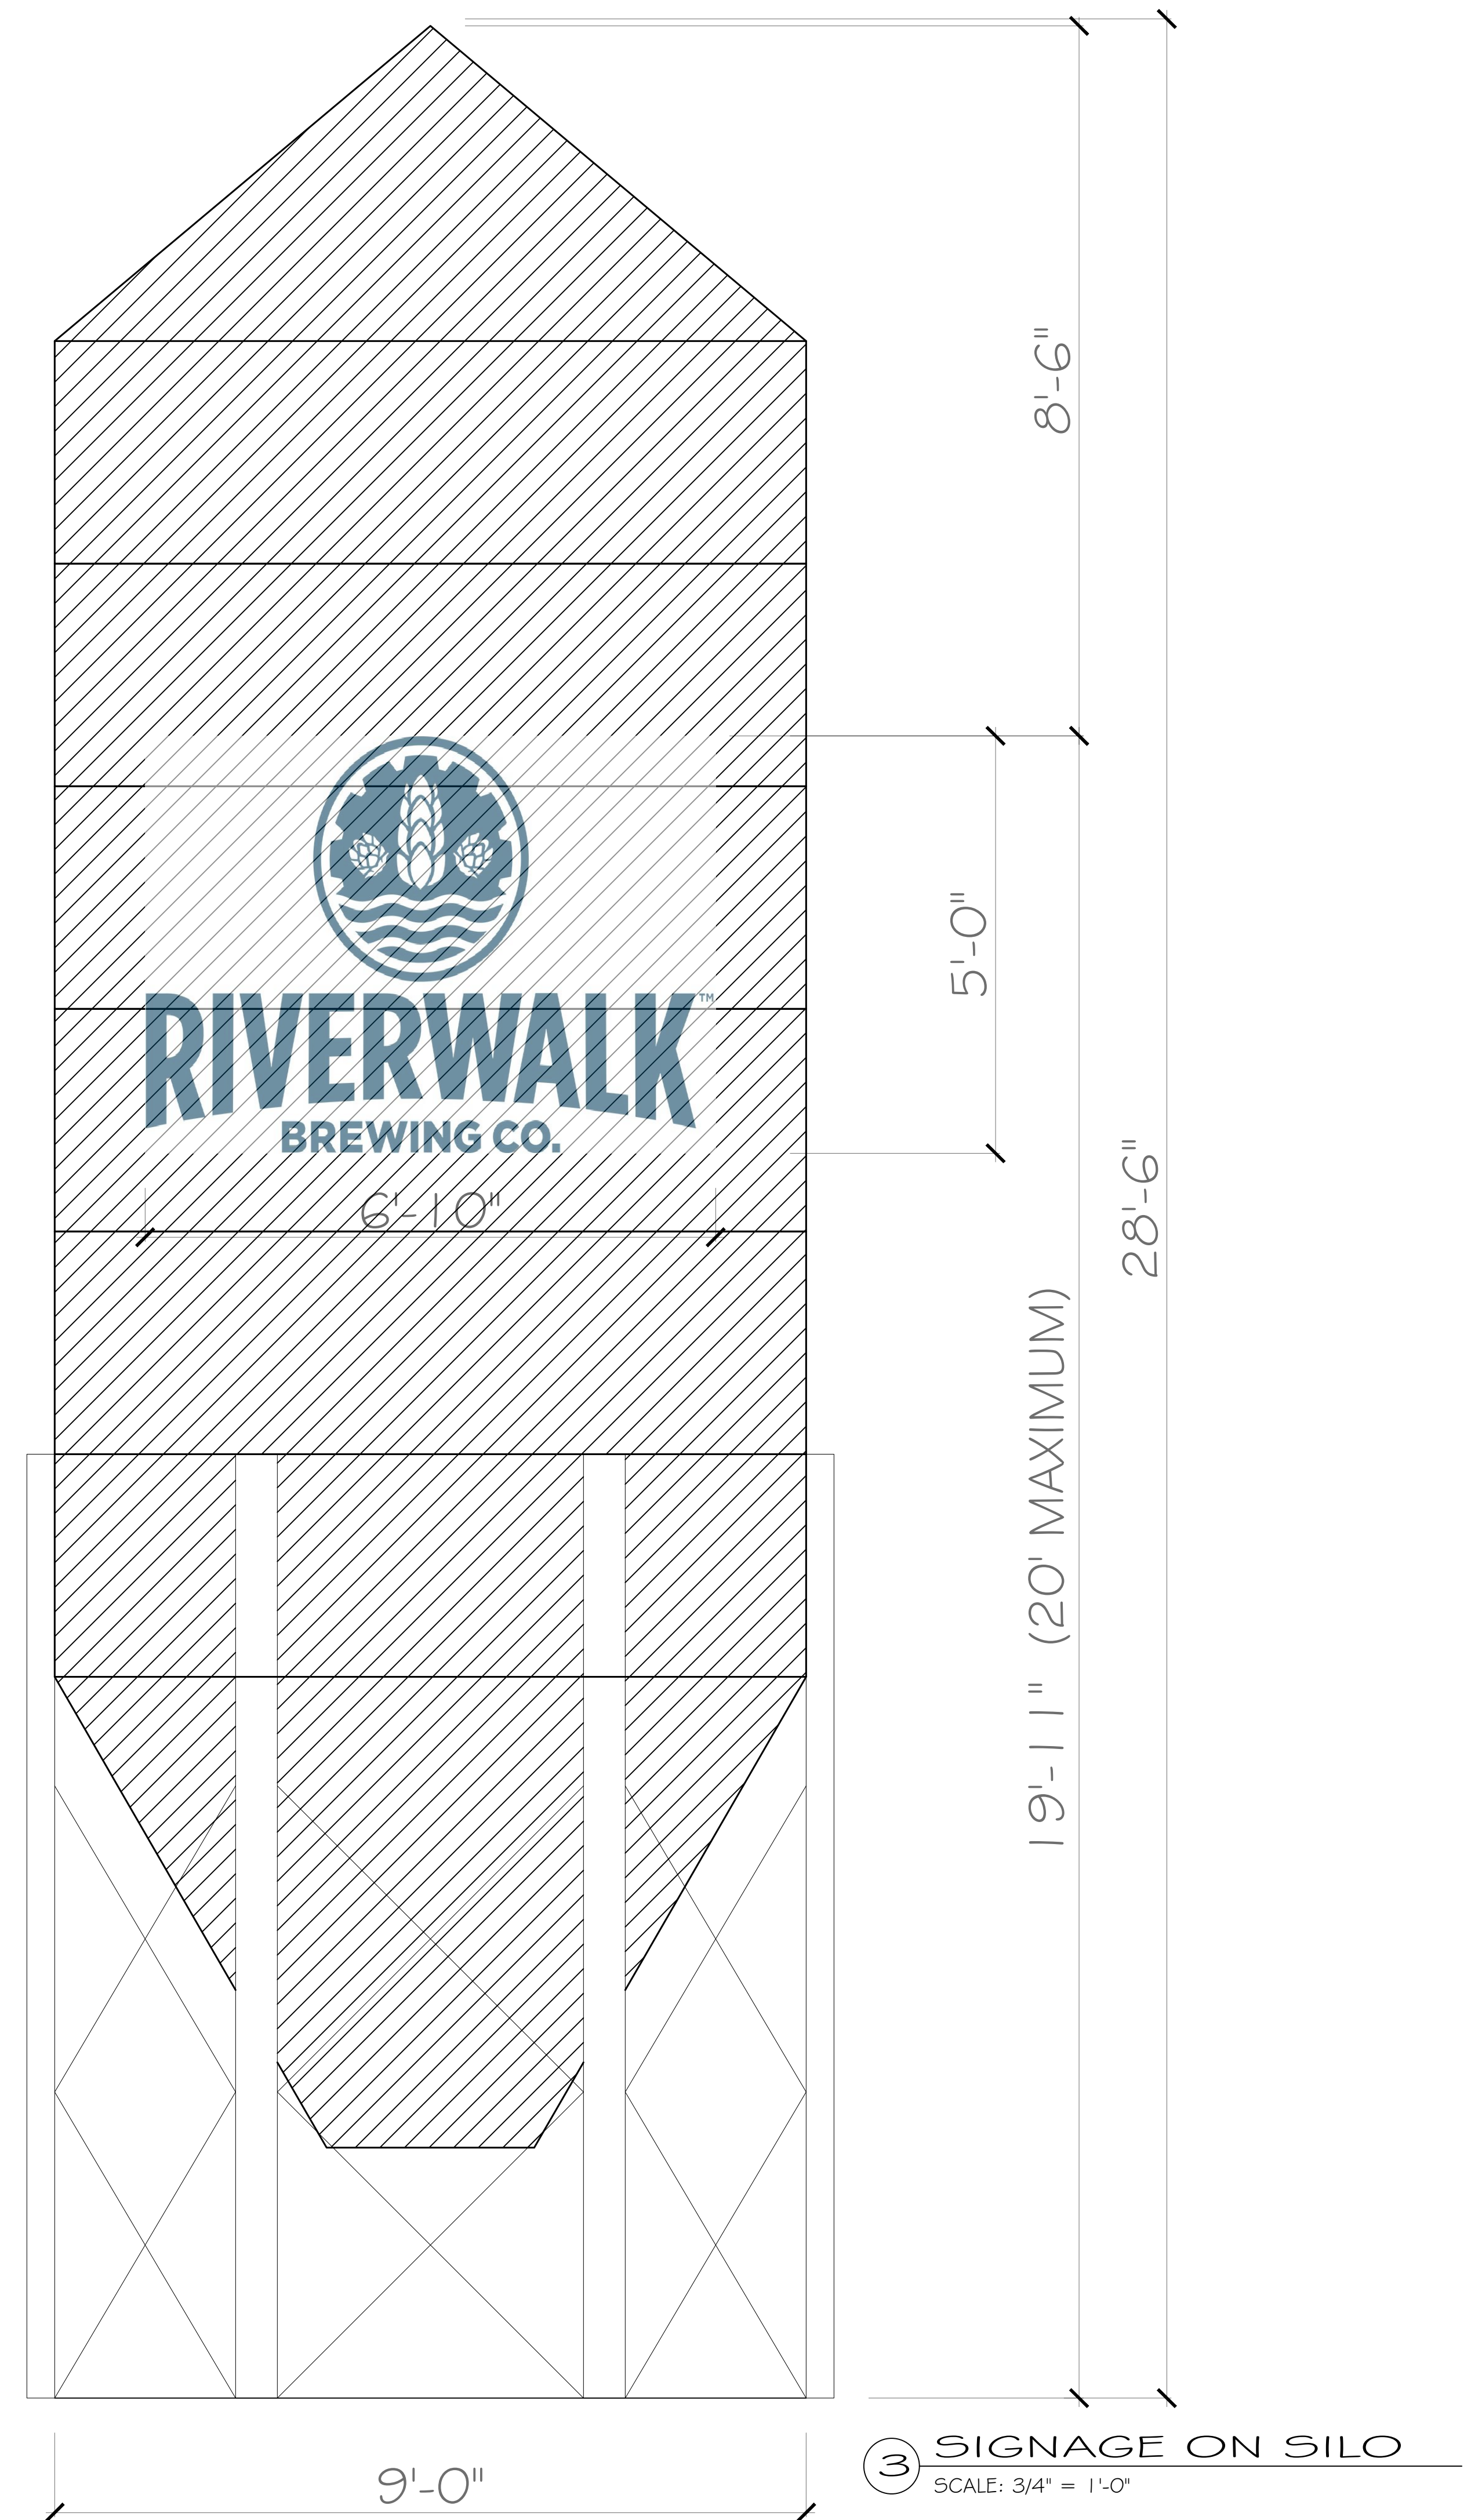 8'-6"
RIVERWALK™
BREWING CO.
5'-0"
6'-10"
28'-6"
19'-11" (20' MAXIMUM)
3
SIGNAGE ON SILO
SCALE: 3/4" = 1'-0"
9'-0"